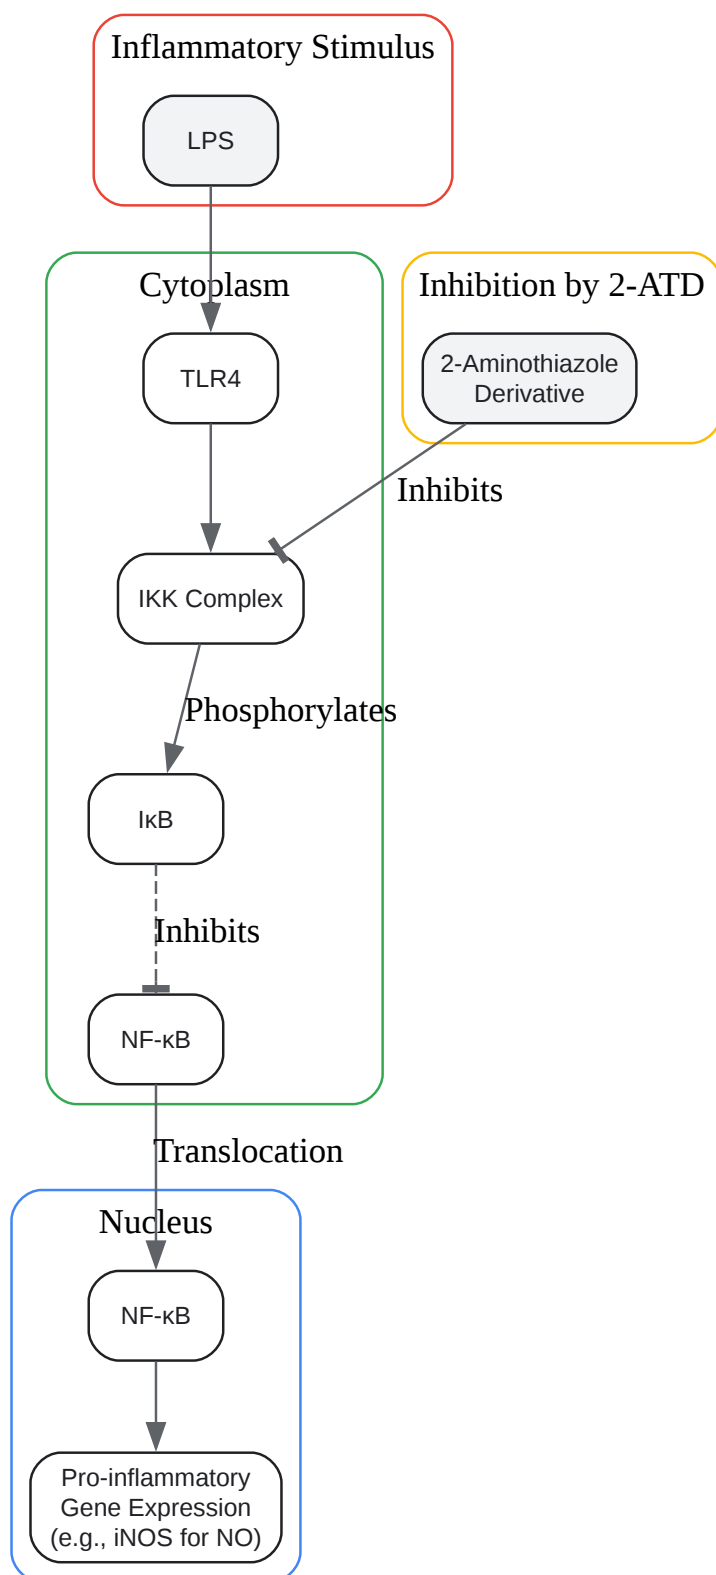 Inflammatory Stimulus
LPS
Cytoplasm
Inhibition by 2-ATD
TLR4
2-Aminothiazole
Derivative
Inhibits
IKK Complex
Phosphorylates
IκB
Inhibits
NF-κB
Translocation
Nucleus
NF-κB
Pro-inflammatory
Gene Expression
(e.g., iNOS for NO)